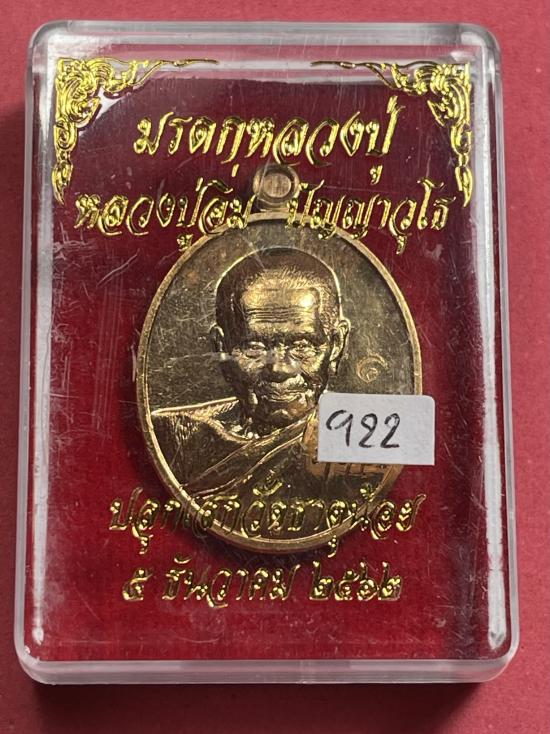 มรดกหลวงปู่
หลวงปู่ลิ้ม ปัญญาวุโธ
922
ปลุกเสกวัดธาตุน้อย
๕ ธันวาคม ๒๕๖๒